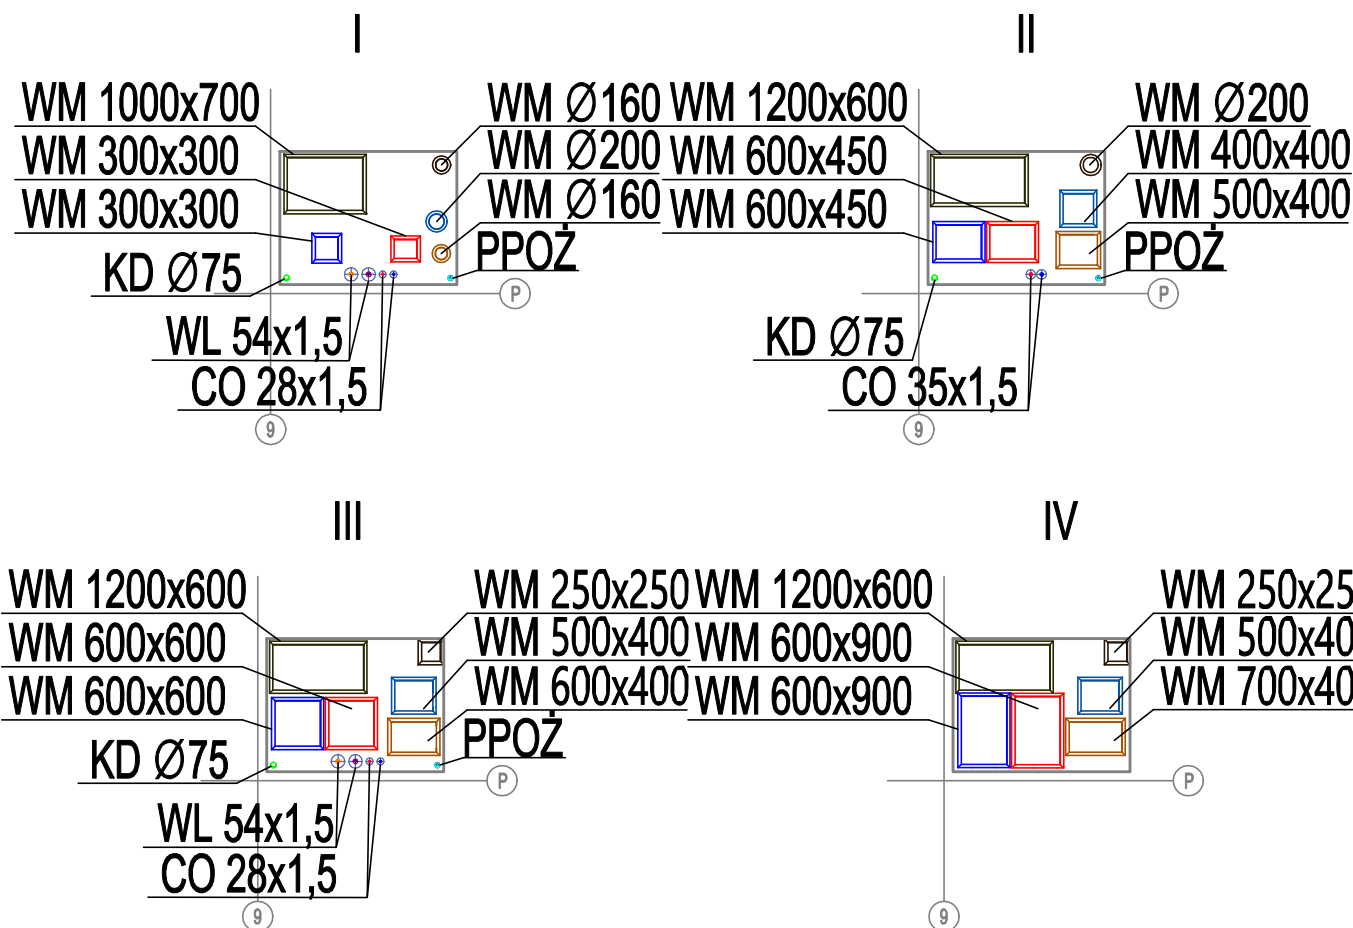 I
WM 1000x700
WM 300x300
WM 300x300
KD Ø75
WL 54x1,5
CO 28x1,5
WM Ø160
WM Ø200
WM Ø160
PPOŻ
P
9
II
WM 1200x600
WM 600x450
WM 600x450
KD Ø75
CO 35x1,5
WM Ø200
WM 400x400
WM 500x400
PPOŻ
P
9
III
WM 1200x600
WM 600x600
WM 600x600
KD Ø75
WL 54x1,5
CO 28x1,5
WM 250x250
WM 500x400
WM 600x400
PPOŻ
P
9
IV
WM 1200x600
WM 600x900
WM 600x900
WM 250x25
WM 500x40
WM 700x40
P
9